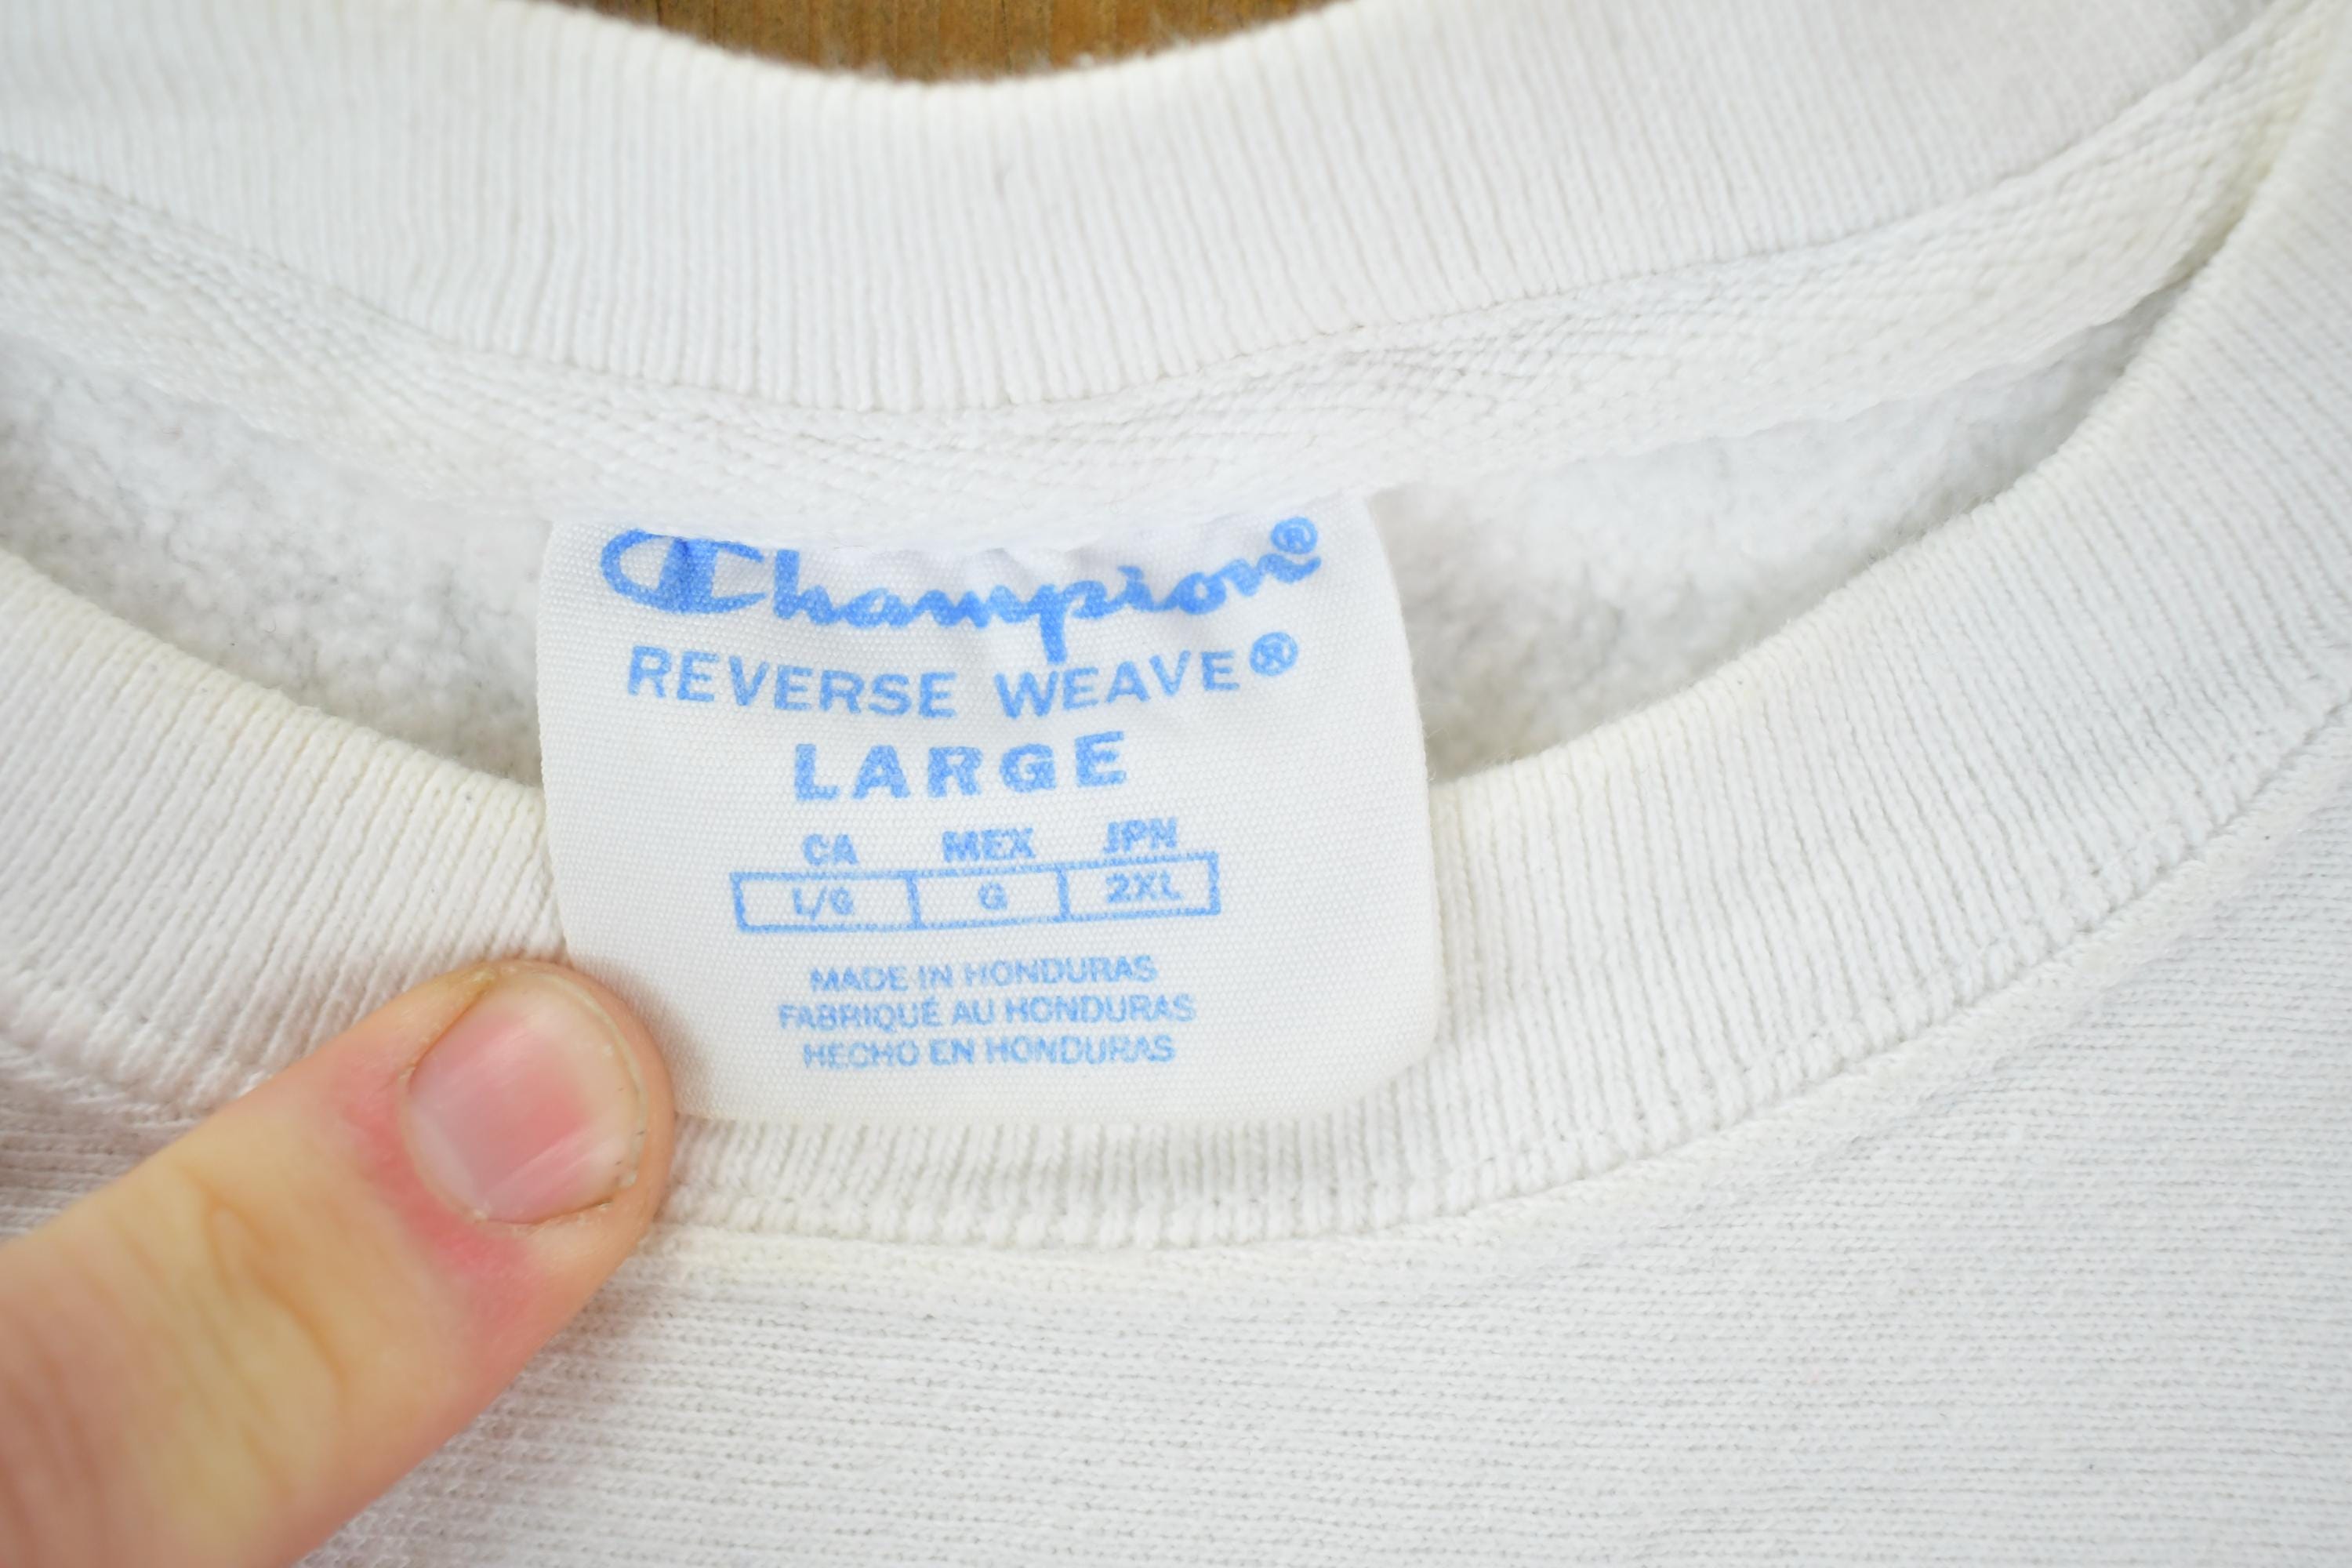 Champion®
REVERSE WEAVE®
LARGE
CA MEX JPN
L/G G 2XL
MADE IN HONDURAS
FABRIQUÉ AU HONDURAS
HECHO EN HONDURAS